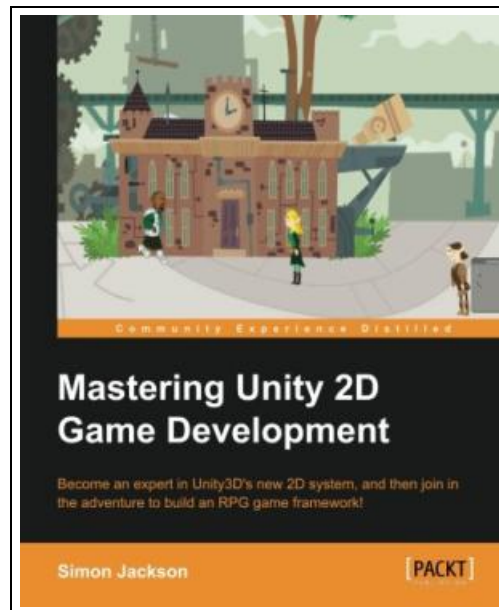 Community Experience Distilled
Mastering Unity 2D
Game Development
Become an expert in Unity3D's new 2D system, and then join in
the adventure to build an RPG game framework!
Simon Jackson
[PACKT]
PUBLISHING